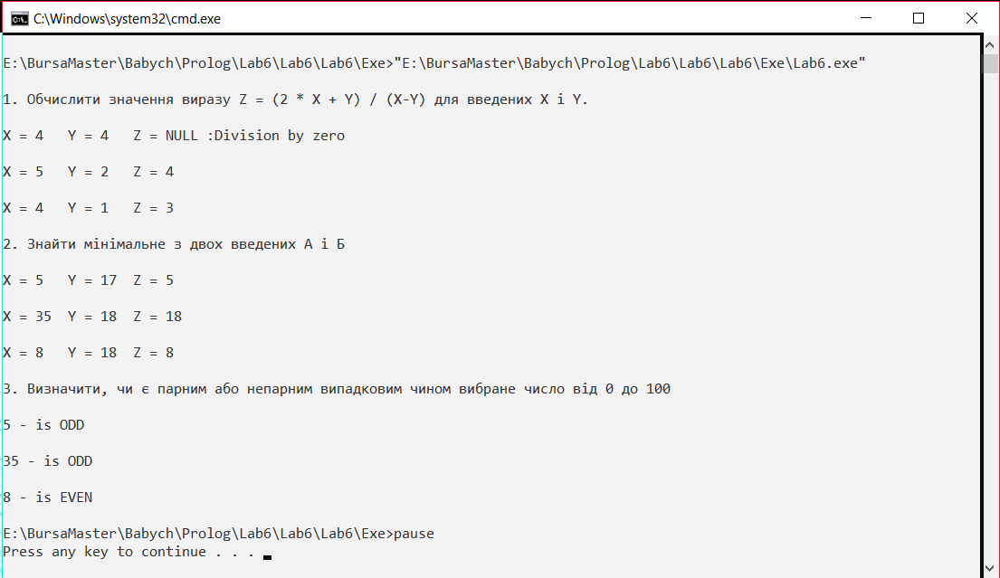 C:\Windows\system32\cmd.exe
E:\BursaMaster\Babych\Prolog\Lab6\Lab6\Lab6\Exe>"E:\BursaMaster\Babych\Prolog\Lab6\Lab6\Lab6\Exe\Lab6.exe"
1. Обчислити значення виразу Z = (2 * X + Y) / (X-Y) для введених X і Y.
X = 4   Y = 4   Z = NULL :Division by zero
X = 5   Y = 2   Z = 4
X = 4   Y = 1   Z = 3
2. Знайти мінімальне з двох введених А і Б
X = 5   Y = 17  Z = 5
X = 35  Y = 18  Z = 18
X = 8   Y = 18  Z = 8
3. Визначити, чи є парним або непарним випадковим чином вибране число від 0 до 100
5 - is ODD
35 - is ODD
8 - is EVEN
E:\BursaMaster\Babych\Prolog\Lab6\Lab6\Lab6\Exe>pause
Press any key to continue . . .